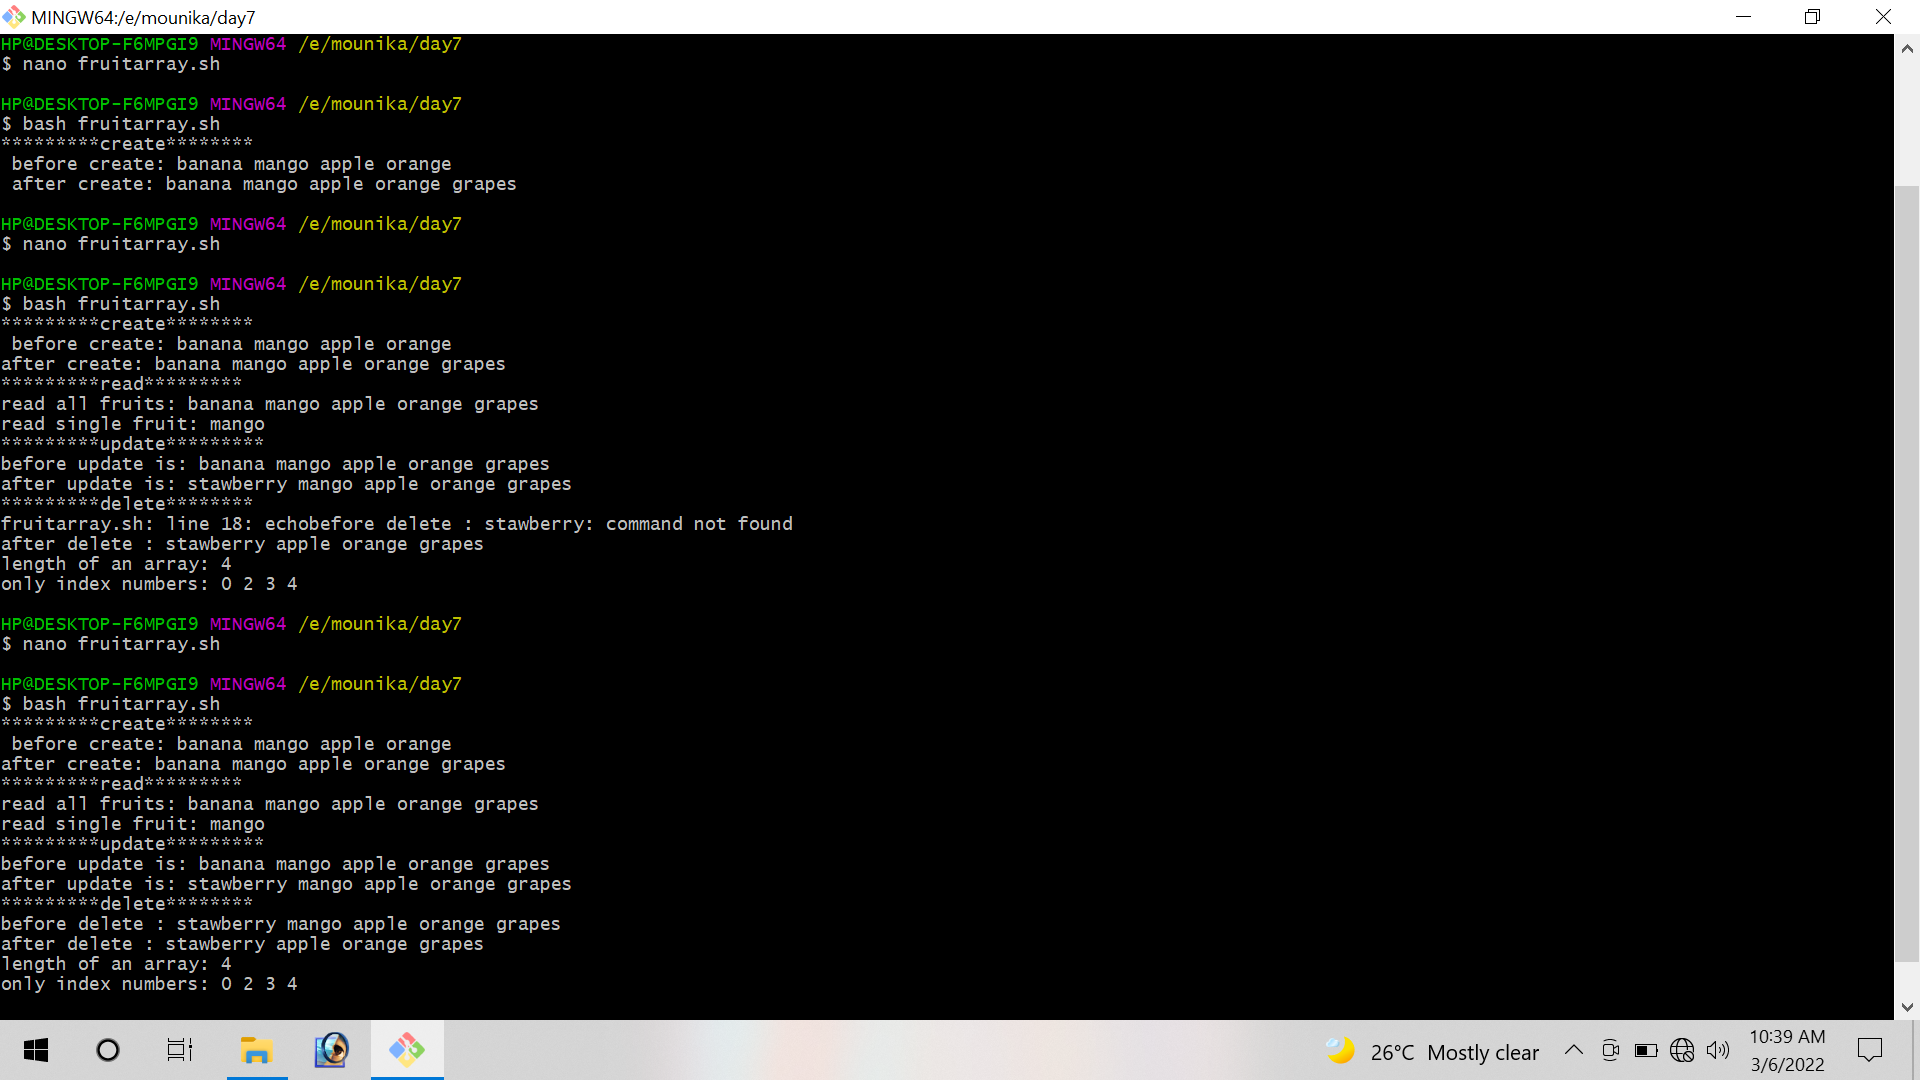 MINGW64:/e/mounika/day7
HP@DESKTOP-F6MPGI9 MINGW64 /e/mounika/day7
$ nano fruitarray.sh
HP@DESKTOP-F6MPGI9 MINGW64 /e/mounika/day7
$ bash fruitarray.sh
*********create********
 before create: banana mango apple orange
 after create: banana mango apple orange grapes
HP@DESKTOP-F6MPGI9 MINGW64 /e/mounika/day7
$ nano fruitarray.sh
HP@DESKTOP-F6MPGI9 MINGW64 /e/mounika/day7
$ bash fruitarray.sh
*********create********
 before create: banana mango apple orange
after create: banana mango apple orange grapes
*********read*********
read all fruits: banana mango apple orange grapes
read single fruit: mango
*********update*********
before update is: banana mango apple orange grapes
after update is: stawberry mango apple orange grapes
*********delete********
fruitarray.sh: line 18: echobefore delete : stawberry: command not found
after delete : stawberry apple orange grapes
length of an array: 4
only index numbers: 0 2 3 4
HP@DESKTOP-F6MPGI9 MINGW64 /e/mounika/day7
$ nano fruitarray.sh
HP@DESKTOP-F6MPGI9 MINGW64 /e/mounika/day7
$ bash fruitarray.sh
*********create********
 before create: banana mango apple orange
after create: banana mango apple orange grapes
*********read*********
read all fruits: banana mango apple orange grapes
read single fruit: mango
*********update*********
before update is: banana mango apple orange grapes
after update is: stawberry mango apple orange grapes
*********delete********
before delete : stawberry mango apple orange grapes
after delete : stawberry apple orange grapes
length of an array: 4
only index numbers: 0 2 3 4
26°C Mostly clear
10:39 AM
3/6/2022